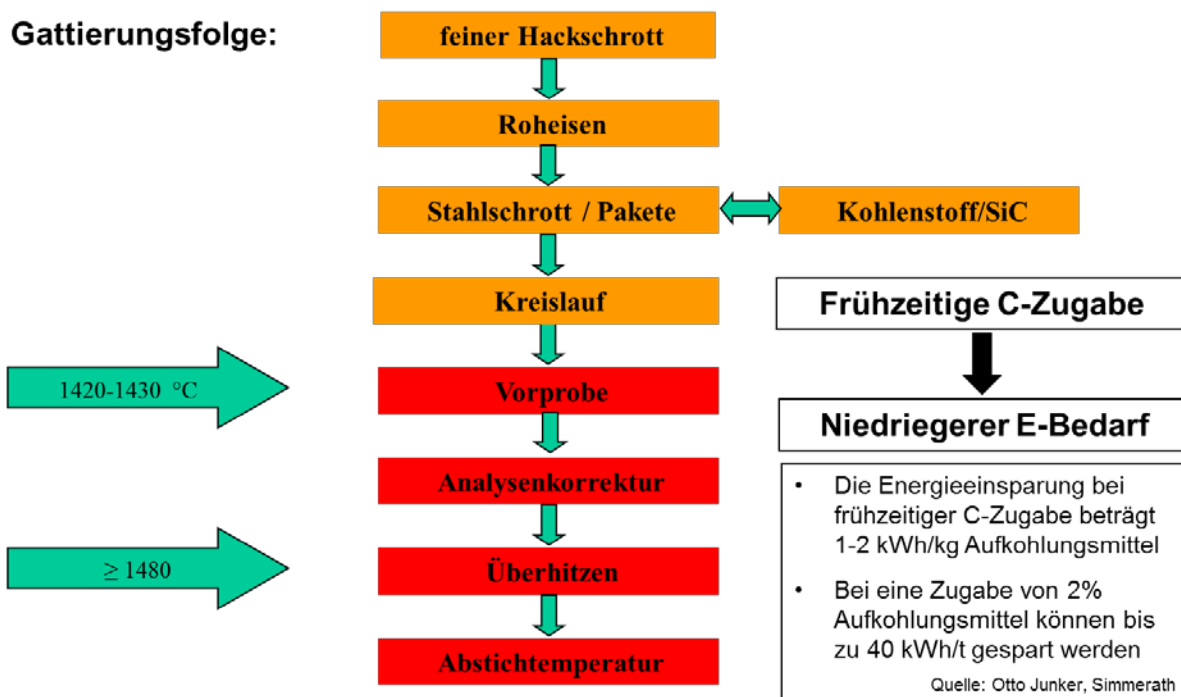 Gattierungsfolge:
feiner Hackschrott
Roheisen
Stahlschrott / Pakete
Kohlenstoff/SiC
Kreislauf
Frühzeitige C-Zugabe
1420-1430 °C
Vorprobe
Niedriegerer E-Bedarf
Analysenkorrektur
• Die Energieeinsparung bei
frühzeitiger C-Zugabe beträgt
1-2 kWh/kg Aufkohlungsmittel
≥ 1480
Überhitzen
• Bei eine Zugabe von 2%
Aufkohlungsmittel können bis
zu 40 kWh/t gespart werden
Abstichtemperatur
Quelle: Otto Junker, Simmerath